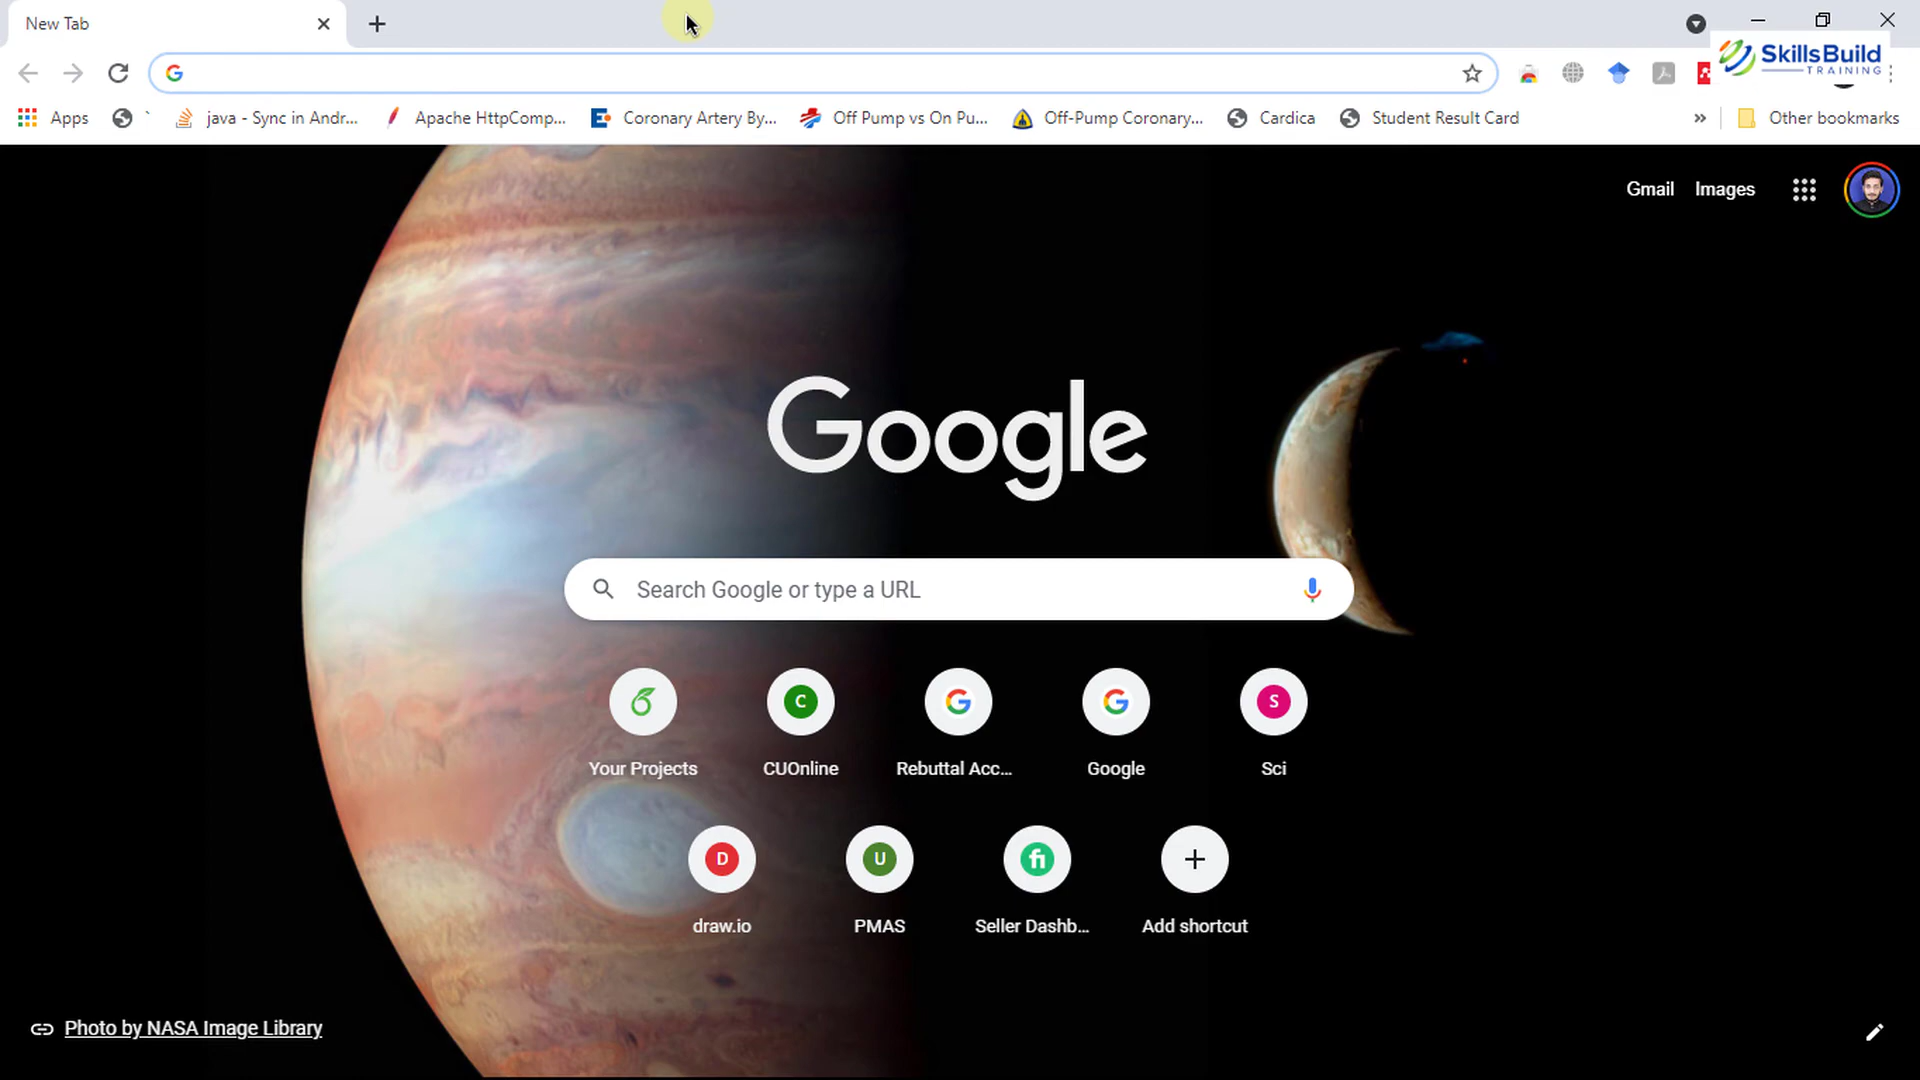 New Tab
SkillsBuild
TRAINING
Apps
`
java - Sync in Andr...
Apache HttpComp...
Coronary Artery By...
Off Pump vs On Pu...
Off-Pump Coronary...
Cardica
Student Result Card
»
Other bookmarks
Gmail
Images
Google
Search Google or type a URL
C
S
Your Projects
CUOnline
Rebuttal Acc...
Google
Sci
D
U
fi
draw.io
PMAS
Seller Dashb...
Add shortcut
Photo by NASA Image Library